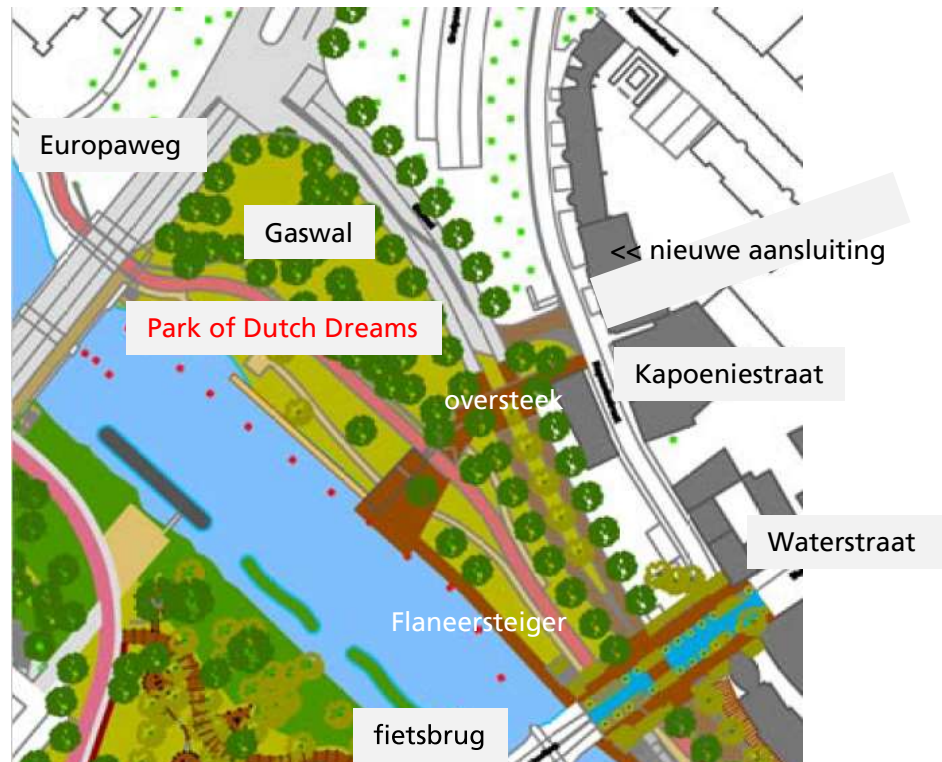 Europaweg
Gaswal
<< nieuwe aansluiting
Park of Dutch Dreams
Kapoeniestraat
oversteek
Waterstraat
Flaneersteiger
fietsbrug